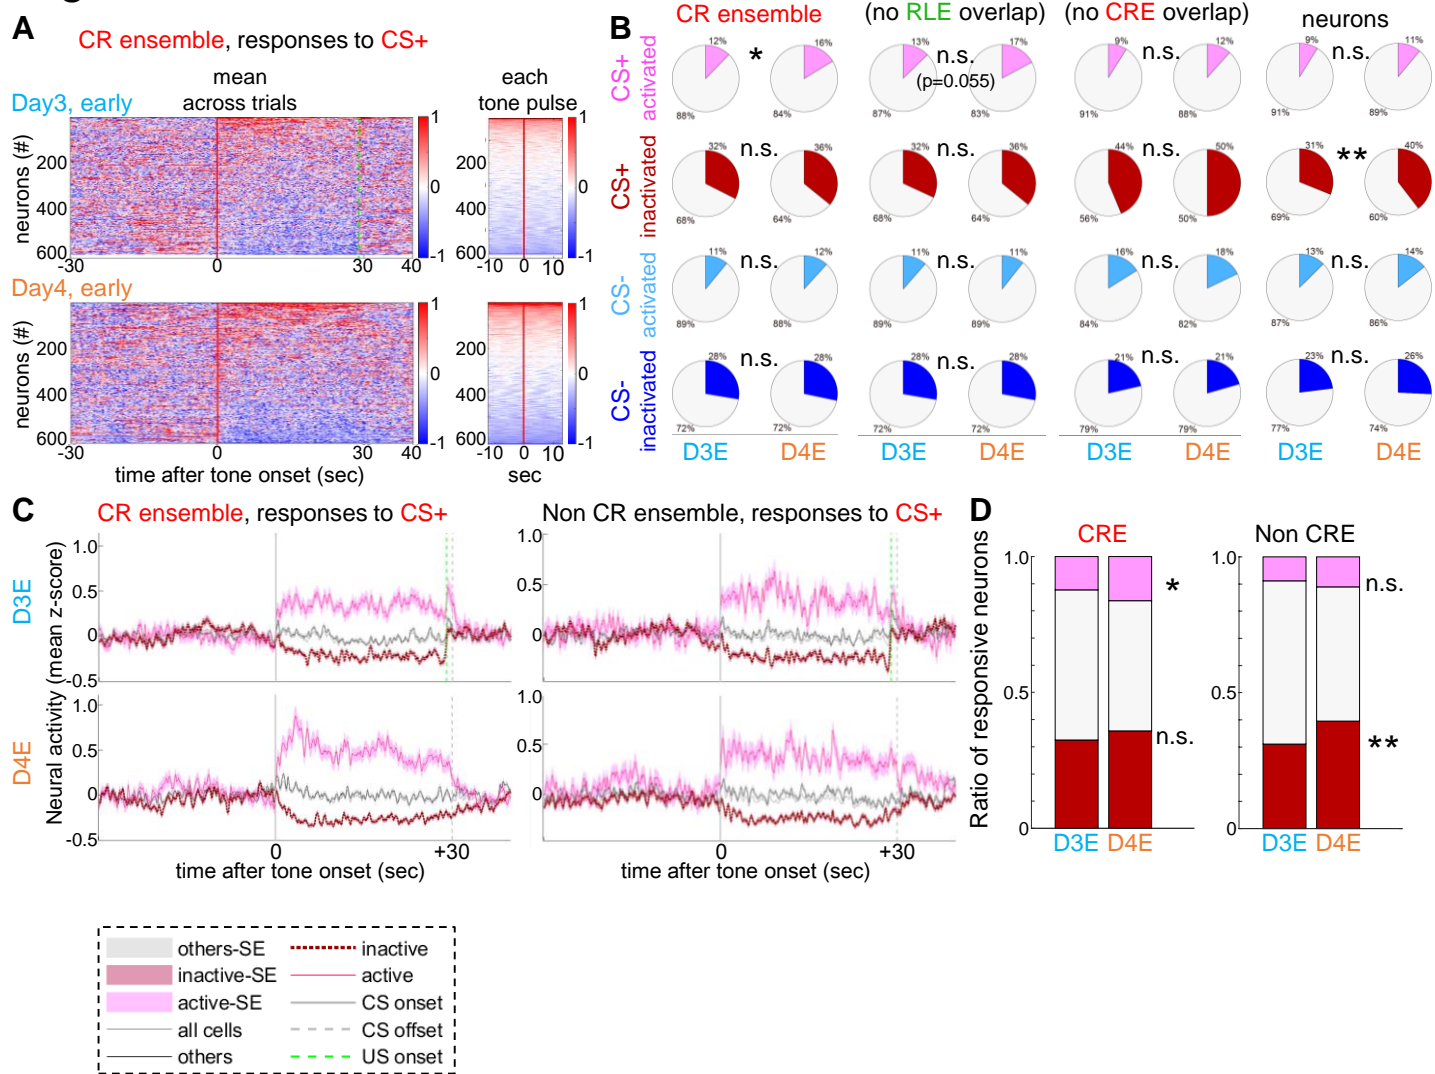 A
CR ensemble, responses to CS+
mean
across trials
each
tone pulse
Day3, early
neurons (#)
200
400
600
-30
0
30
40
1
0
-1
200
400
600
-10
0
10
1
0
-1
Day4, early
neurons (#)
200
400
600
-30
0
30
40
1
0
-1
200
400
600
-10
0
10
1
0
-1
time after tone onset (sec)
sec
B
CR ensemble
(no RLE overlap)
(no CRE overlap)
neurons
CS+
activated
12%
88%
*
16%
84%
13%
87%
n.s.
(p=0.055)
17%
83%
9%
91%
n.s.
12%
88%
9%
91%
n.s.
11%
89%
CS+
inactivated
32%
68%
n.s.
36%
64%
32%
68%
n.s.
36%
64%
44%
56%
n.s.
50%
50%
31%
69%
**
40%
60%
CS-
activated
11%
89%
n.s.
12%
88%
11%
89%
n.s.
11%
89%
16%
84%
n.s.
18%
82%
13%
87%
n.s.
14%
86%
CS-
inactivated
28%
72%
n.s.
28%
72%
28%
72%
n.s.
28%
72%
21%
79%
n.s.
21%
79%
23%
77%
n.s.
26%
74%
D3E
D4E
D3E
D4E
D3E
D4E
D3E
D4E
C
CR ensemble, responses to CS+
Non CR ensemble, responses to CS+
D3E
D4E
Neural activity (mean z-score)
1.0
0.5
0
-0.5
1.0
0.5
0
-0.5
1.0
0.5
0
1.0
0.5
0
0
+30
0
+30
time after tone onset (sec)
time after tone onset (sec)
D
CRE
Non CRE
Ratio of responsive neurons
1.0
0.5
0
*
n.s.
D3E
D4E
1.0
0.5
0
n.s.
**
D3E
D4E
others-SE
inactive-SE
active-SE
all cells
others
inactive
active
CS onset
CS offset
US onset